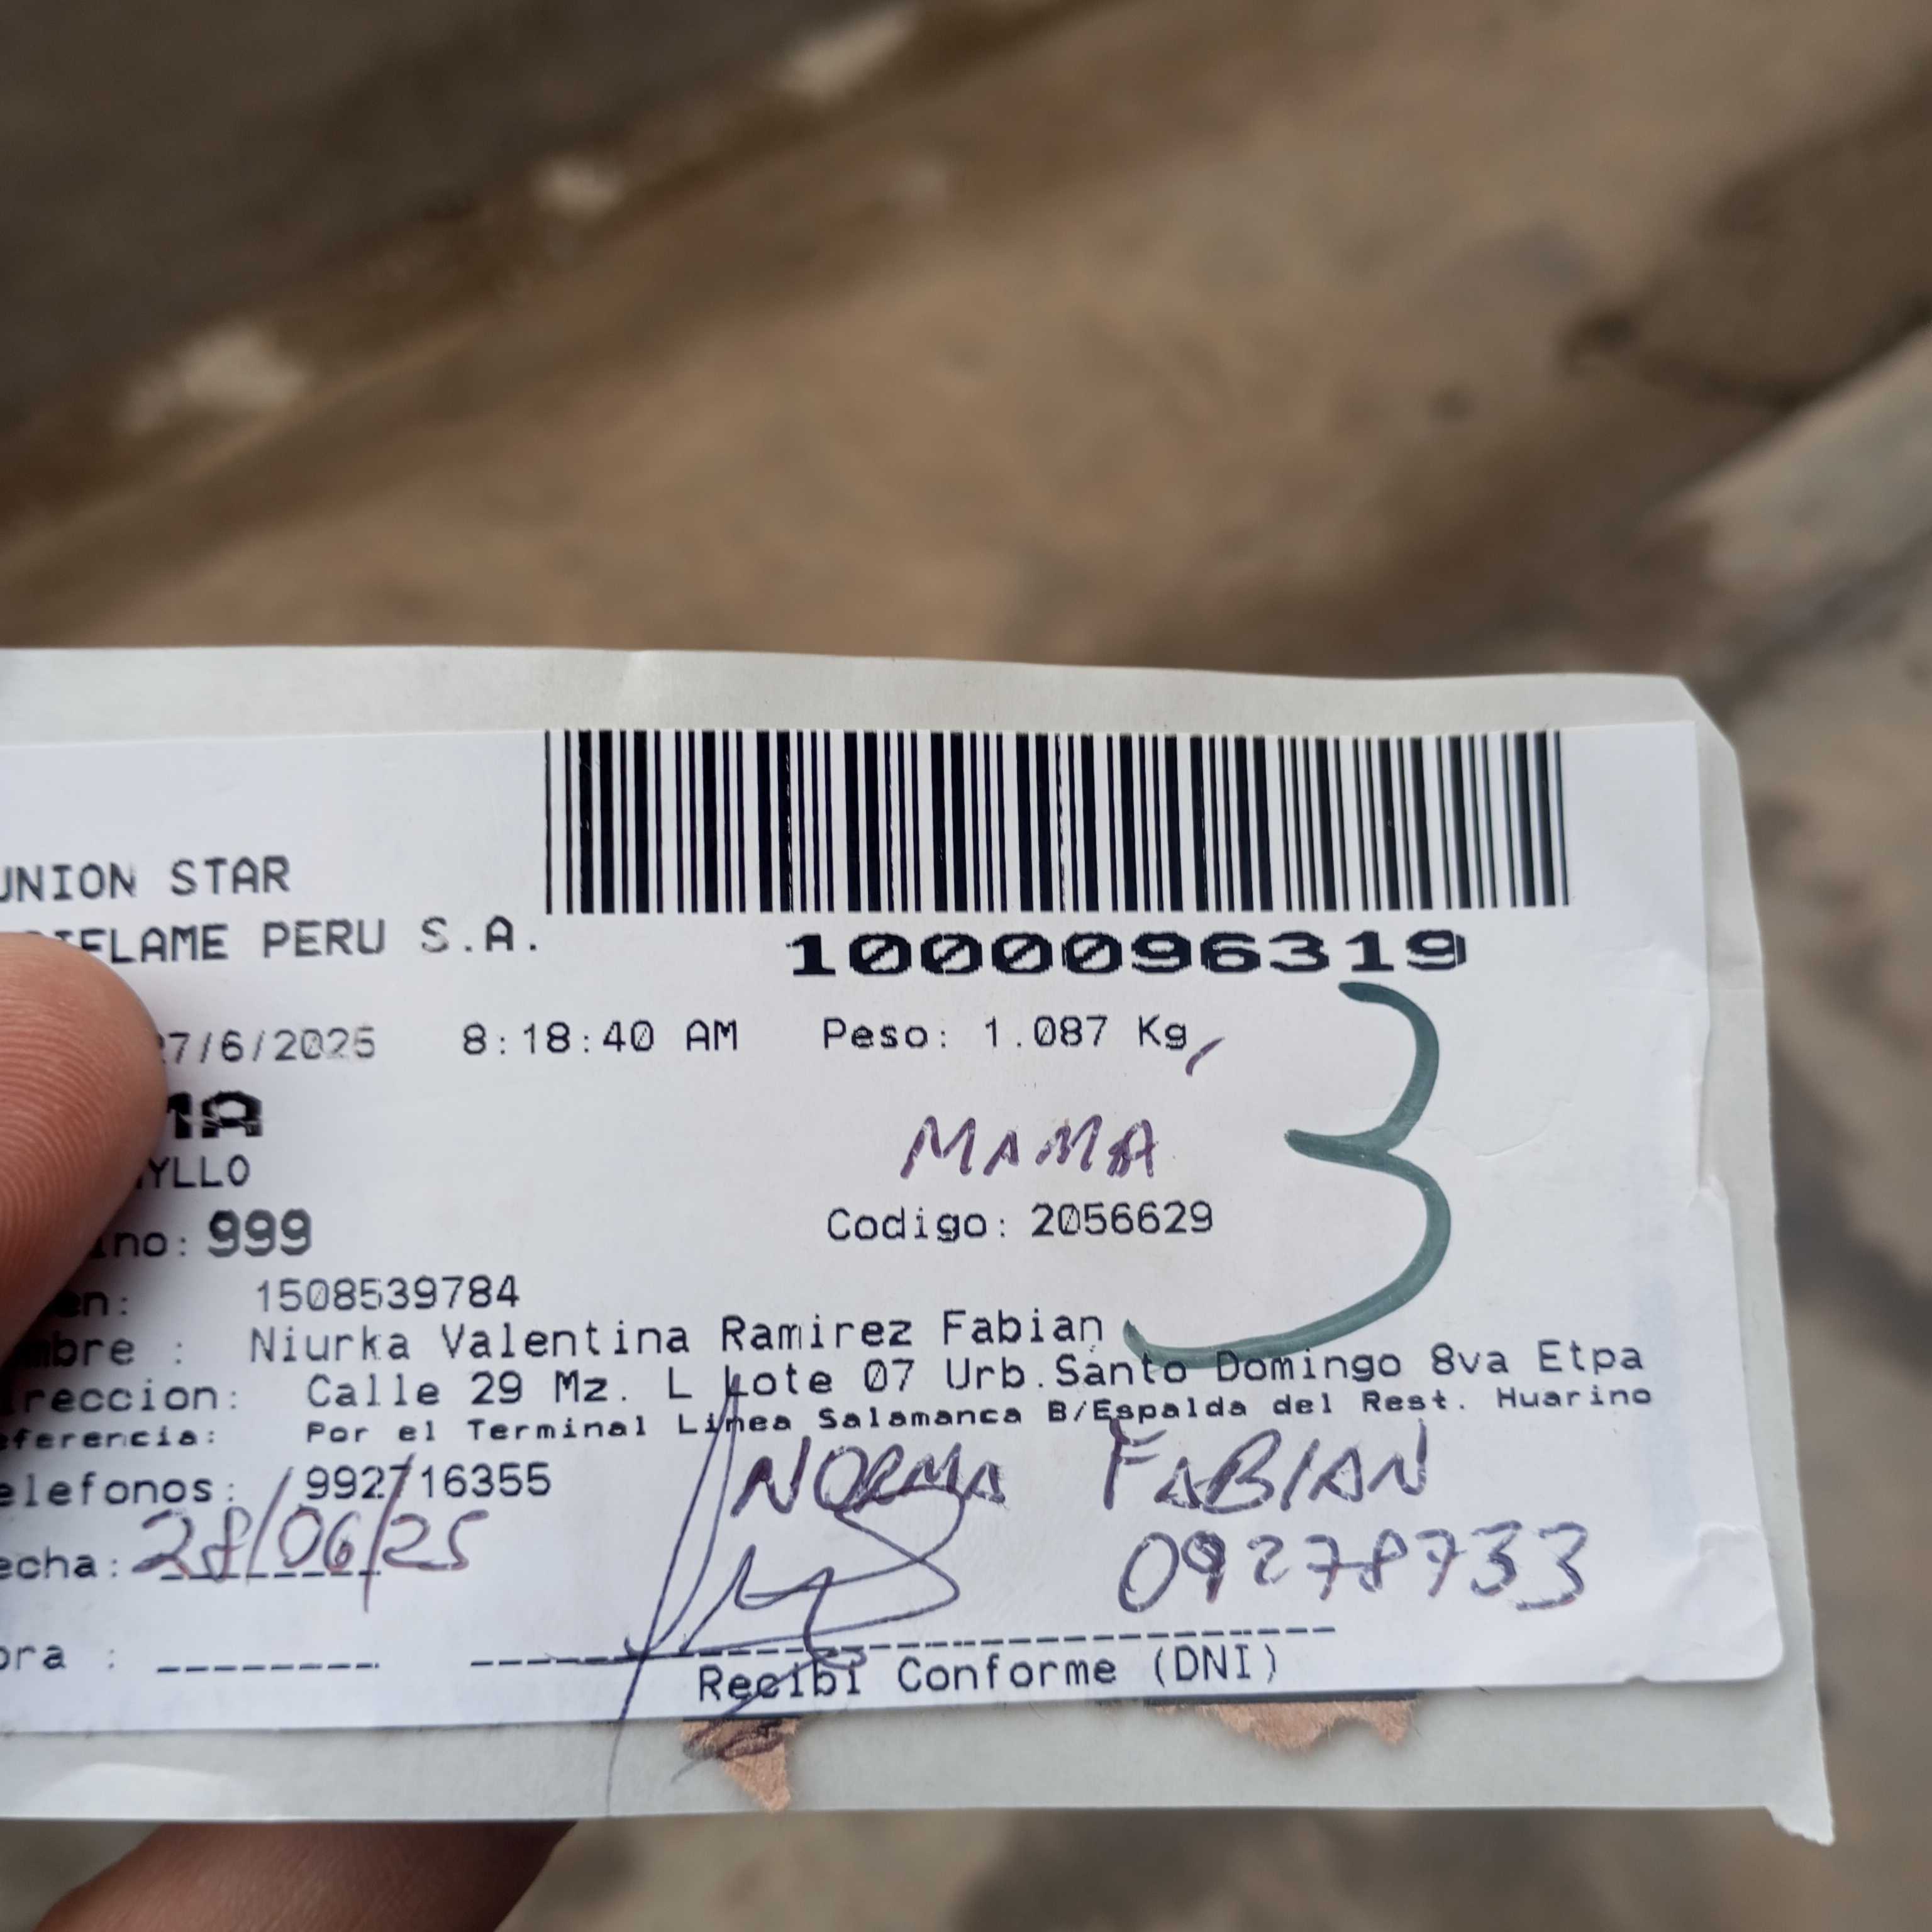 UNION STAR
IFLAME PERU S.A.
1000096319
27/6/2025 8:18:40 AM Peso: 1.087 Kg
MA
YLLO
MAMA
3
ino: 999
Codigo: 2056629
en: 1508539784
mbre : Niurka Valentina Ramirez Fabian
ireccion: Calle 29 Mz. L Lote 07 Urb.Santo Domingo 8va Etpa
eferencia: Por el Terminal Linea Salamanca B/Espalda del Rest. Huarino
elefonos: 992716355
NORMA FABIAN
echa: 28/06/25
09278733
ora :
Recibi Conforme (DNI)